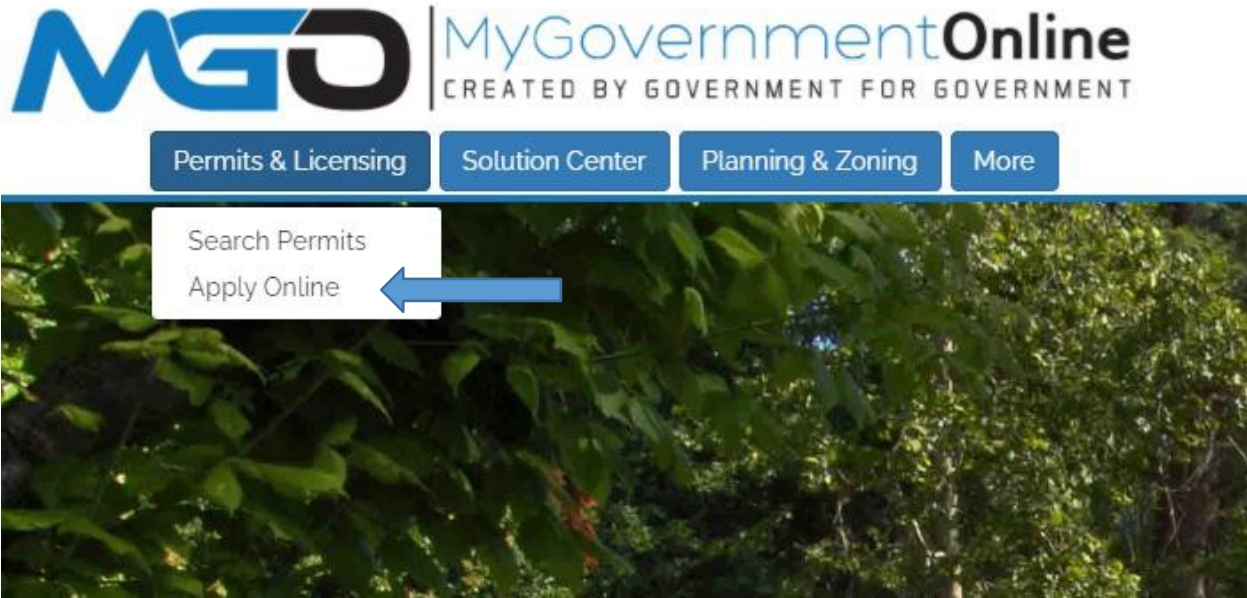 MGO
MyGovernmentOnline
CREATED BY GOVERNMENT FOR GOVERNMENT
Permits & Licensing Solution Center Planning & Zoning More
Search Permits
Apply Online